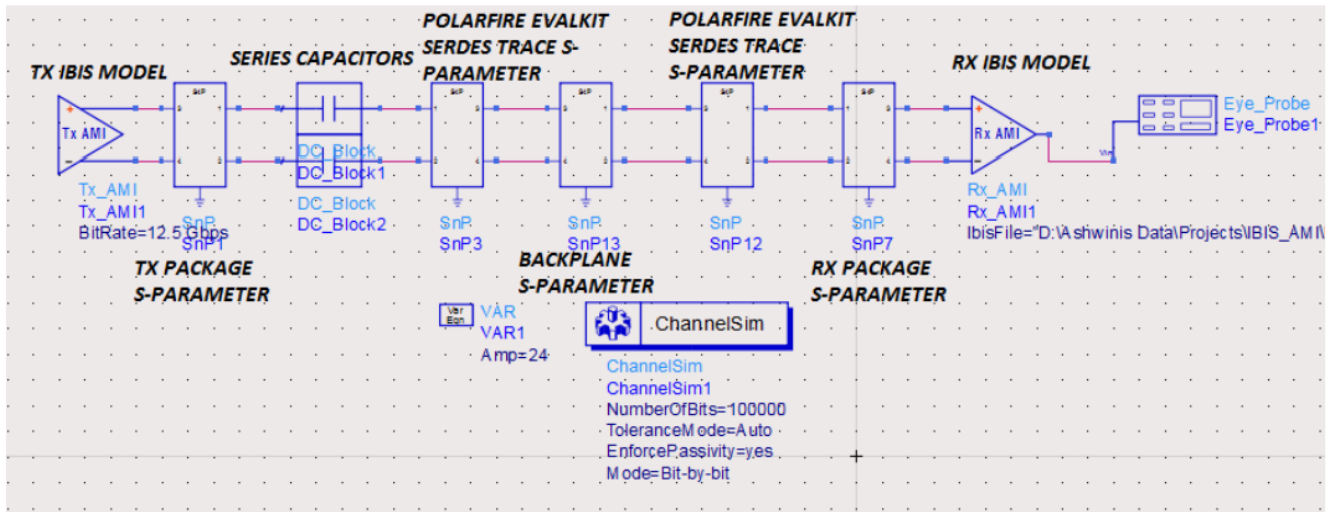 POLARFIRE EVALKIT
SERDES TRACE S-
PARAMETER
POLARFIRE EVALKIT
SERDES TRACE
S-PARAMETER
TX IBIS MODEL
SERIES CAPACITORS
RX IBIS MODEL
Tx AMI
Tx_AMI
Tx_AMI1
BitRate=12.5 Gbps
SnP
SnP1
TX PACKAGE
S-PARAMETER
DC_Block
DC_Block1
DC_Block
DC_Block2
SnP
SnP3
SnP
SnP13
BACKPLANE
S-PARAMETER
SnP
SnP12
SnP
SnP7
RX PACKAGE
S-PARAMETER
Rx AMI
Rx_AMI
Rx_AMI1
IbisFile="D:\Ashwinis Data\Projects\IBIS_AMI\
Eye_Probe
Eye_Probe1
Var
Eqn
VAR
VAR1
Amp=24
ChannelSim
ChannelSim
ChannelSim1
NumberOfBits=100000
ToleranceMode=Auto
EnforcePassivity=yes
Mode=Bit-by-bit